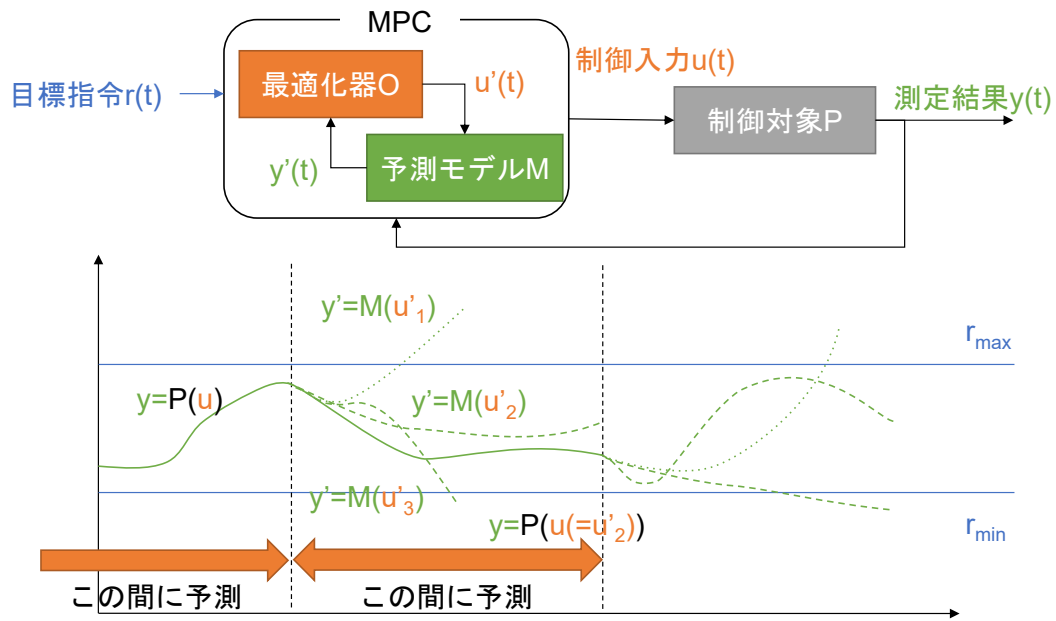 MPC
最適化器O
u'(t)
制御入力u(t)
目標指令r(t)
測定結果y(t)
制御対象P
y'(t)
予測モデルM
y'=M(u'1)
rmax
y=P(u)
y'=M(u'2)
y'=M(u'3)
y=P(u(=u'2))
rmin
この間に予測
この間に予測